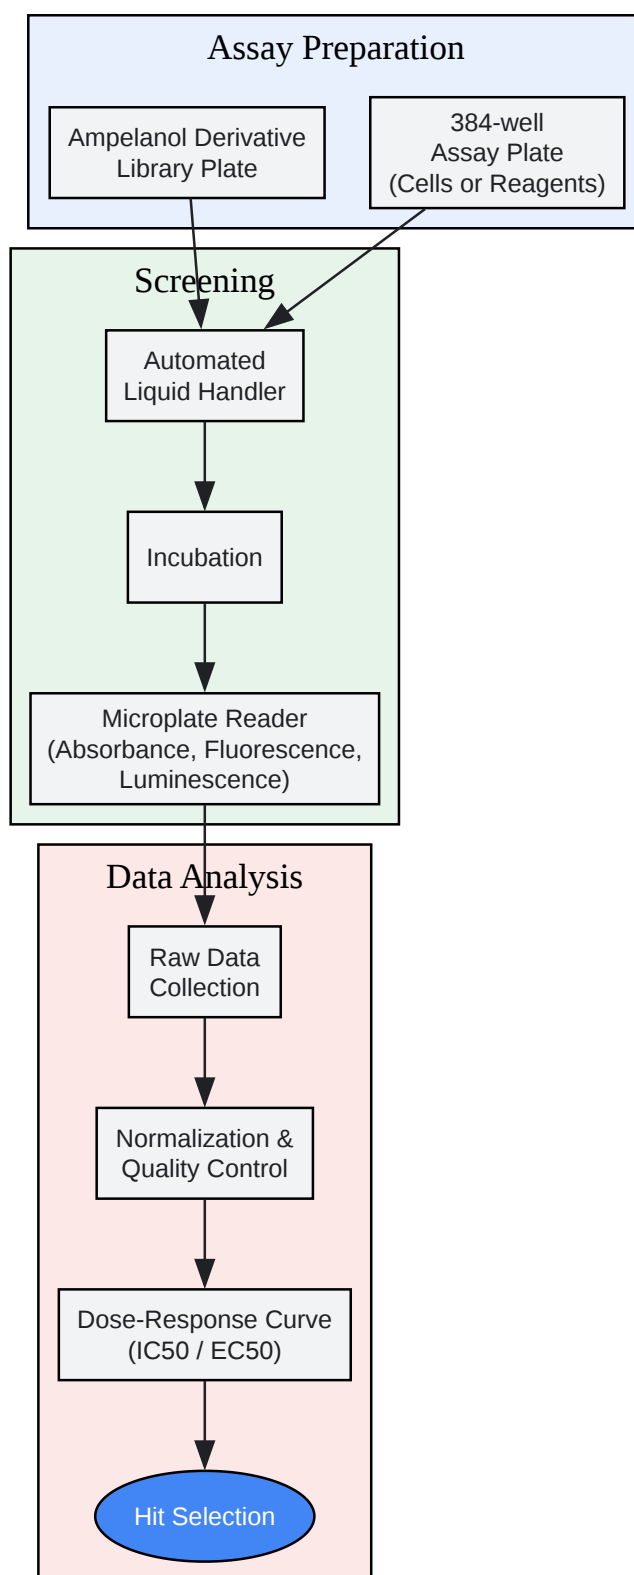 Assay Preparation
Ampelanol Derivative
Library Plate
384-well
Assay Plate
(Cells or Reagents)
Screening
Automated
Liquid Handler
Incubation
Microplate Reader
(Absorbance, Fluorescence,
Luminescence)
Data Analysis
Raw Data
Collection
Normalization &
Quality Control
Dose-Response Curve
(IC50 / EC50)
Hit Selection